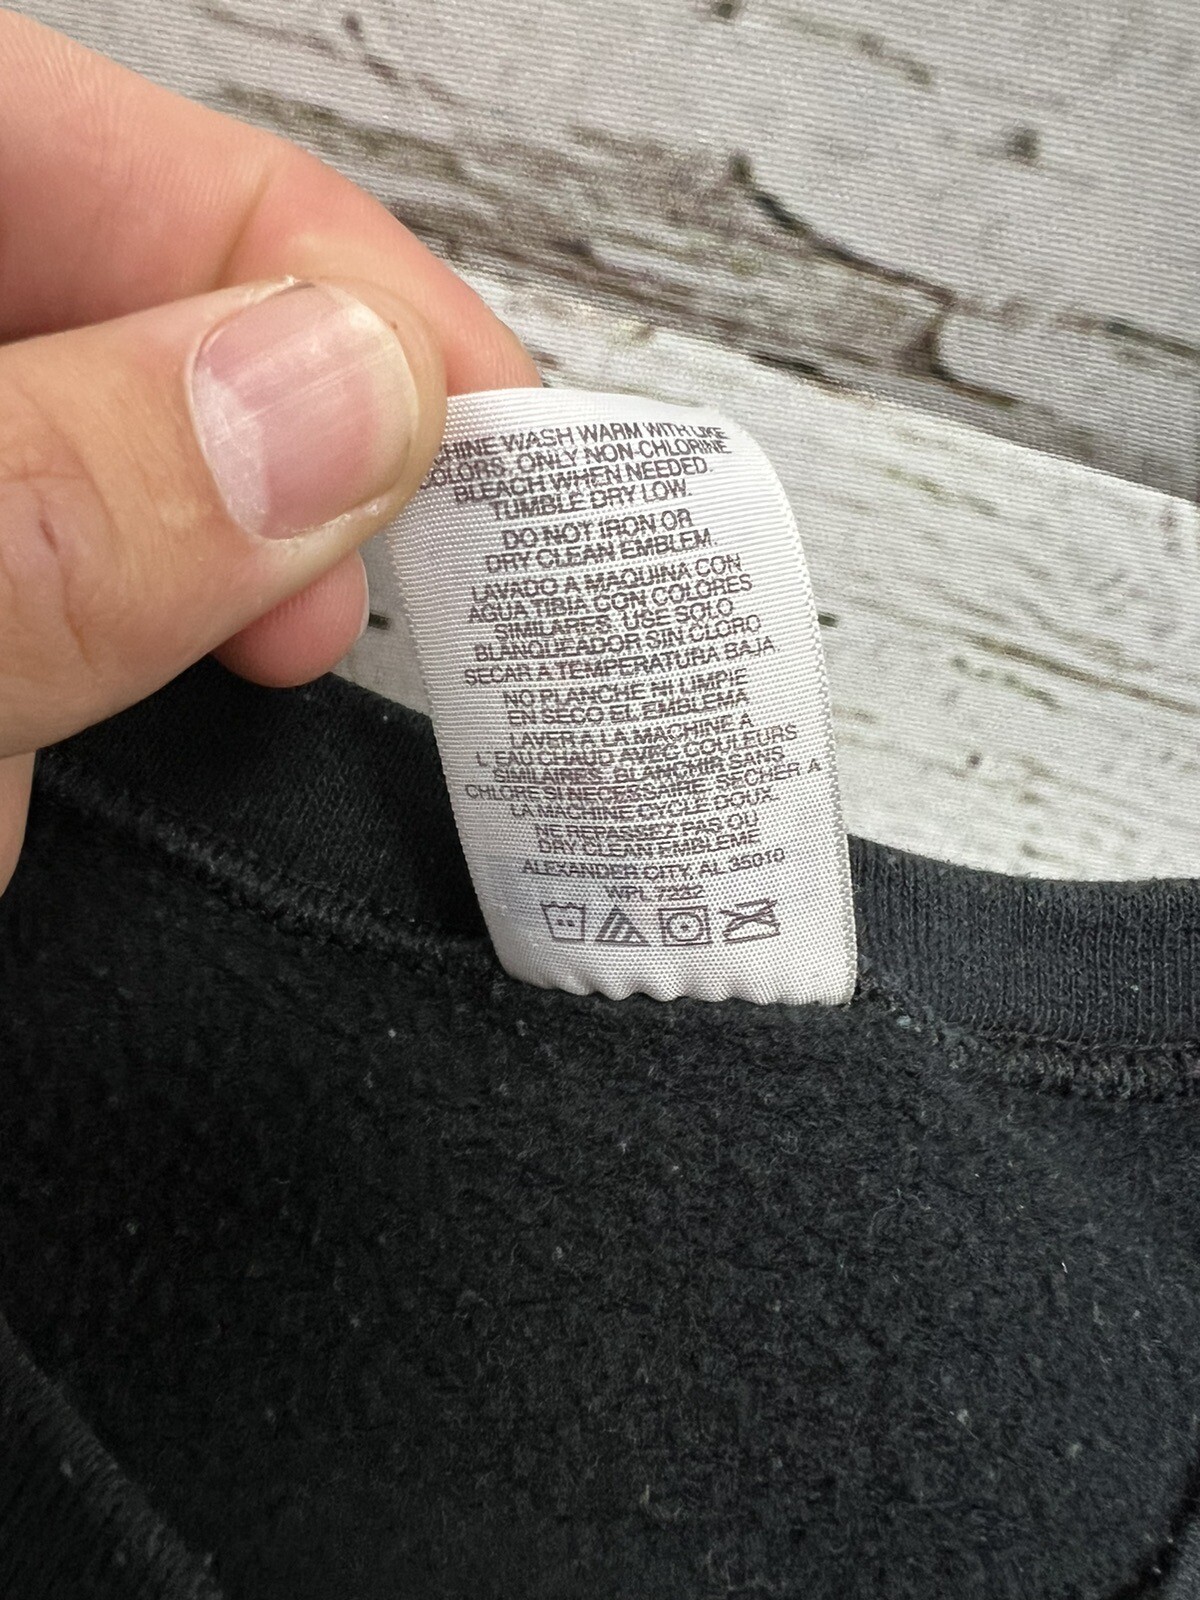 HINE WASH WARM WITH LIKE
COLORS. ONLY NON-CHLORINE
BLEACH WHEN NEEDED.
TUMBLE DRY LOW.
DO NOT IRON OR
DRY CLEAN EMBLEM.
LAVADO A MAQUINA CON
AGUA TIBIA CON COLORES
SIMILARES. USE SOLO
BLANQUEADOR SIN CLORO
SECAR A TEMPERATURA BAJA
NO PLANCHE NI LIMPIE
EN SECO EL EMBLEMA
LAVER A LA MACHINE A
L'EAU CHAUD AVEC COULEURS
SIMILAIRES. BLANCHIR SANS
CHLORE SI NECESSAIRE. SECHER A
LA MACHINE CYCLE DOUX.
NE REPASSEZ PAS OU
DRY CLEAN EMBLEME
ALEXANDER CITY, AL 35010
WPL 7382